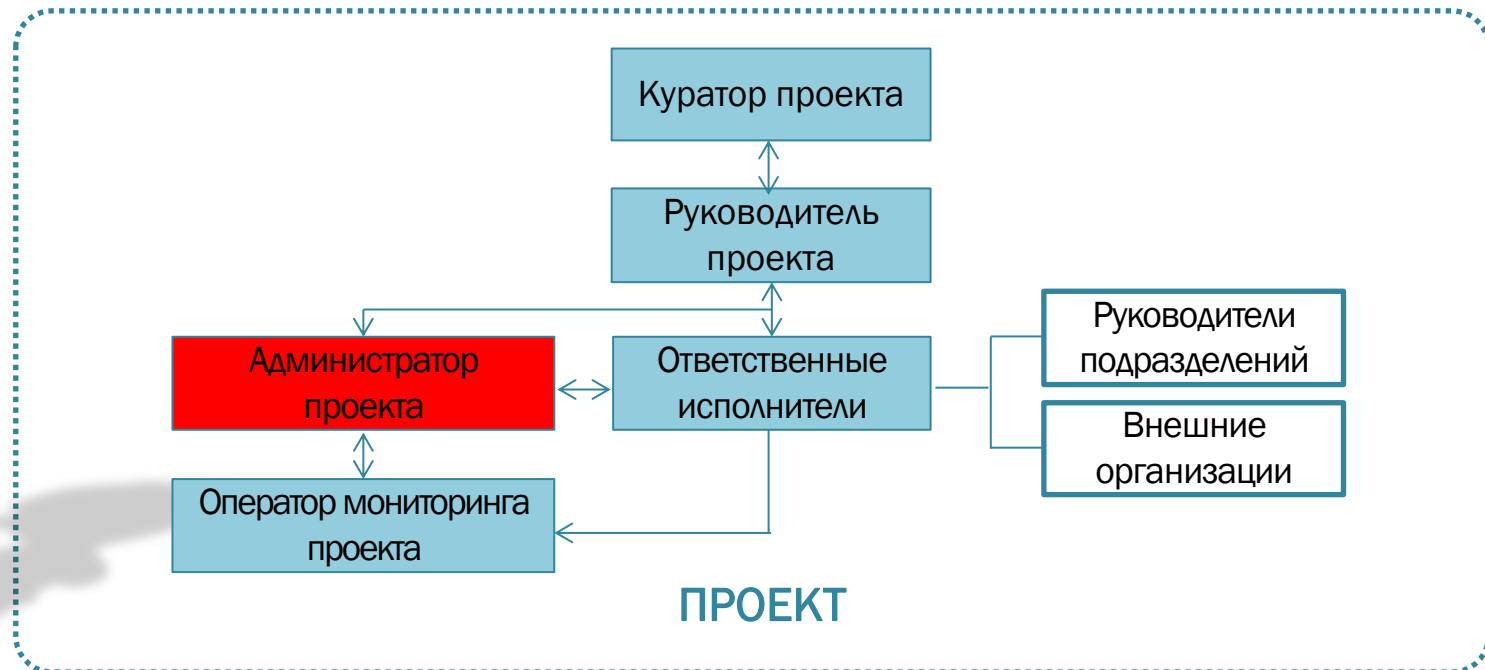 Куратор проекта
Руководитель
проекта
Администратор
проекта
Ответственные
исполнители
Руководители
подразделений
Внешние
организации
Оператор мониторинга
проекта
ПРОЕКТ